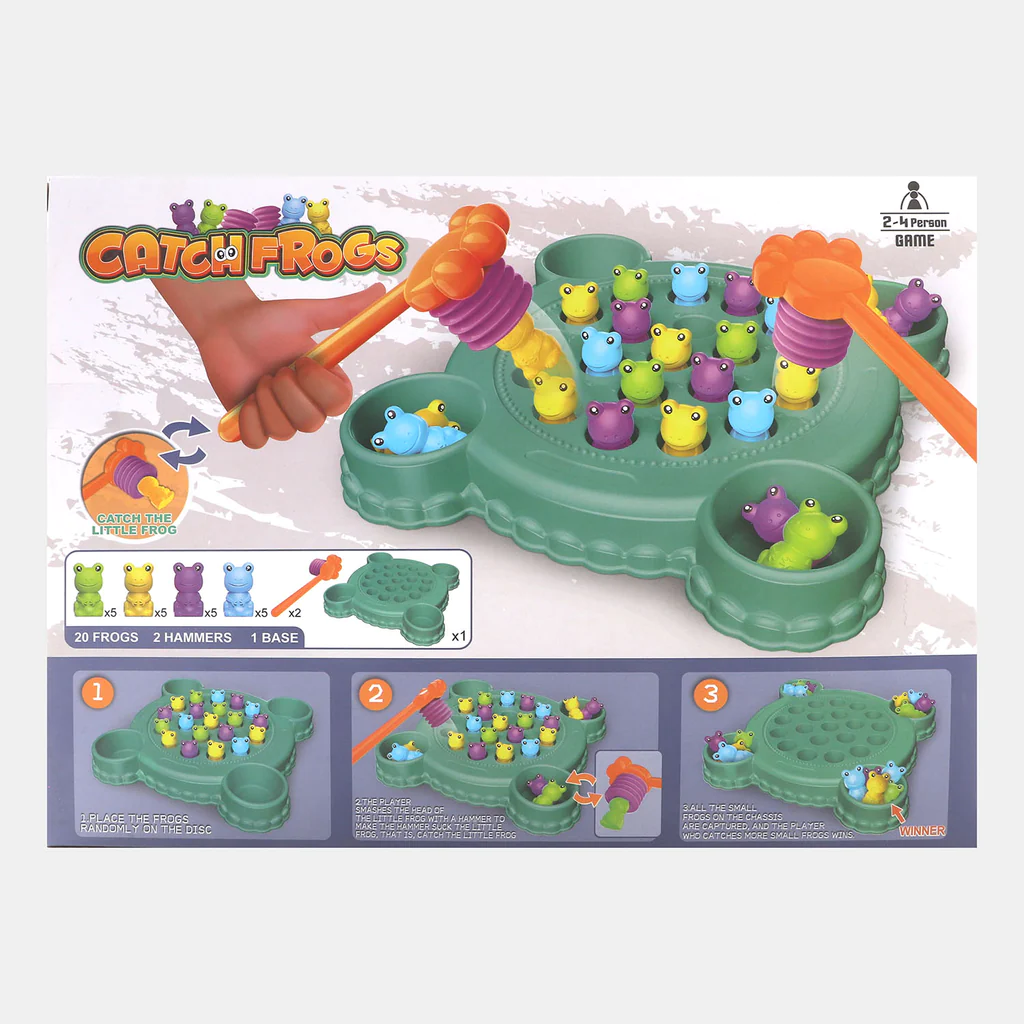 CATCH FROGS
2-4 Person
GAME
CATCH THE
LITTLE FROG
x5
x5
x5
x5
x2
x1
20 FROGS 2 HAMMERS 1 BASE
1
1.PLACE THE FROGS
RANDOMLY ON THE DISC
2
2.THE PLAYER
SMASHES THE HEAD OF
THE LITTLE FROG WITH A HAMMER TO
MAKE THE HAMMER SUCK THE LITTLE
FROG, THAT IS, CATCH THE LITTLE FROG
3
3.ALL THE SMALL
FROGS ON THE CHASSIS
ARE CAPTURED, AND THE PLAYER
WHO CATCHES MORE SMALL FROGS WINS.
WINNER